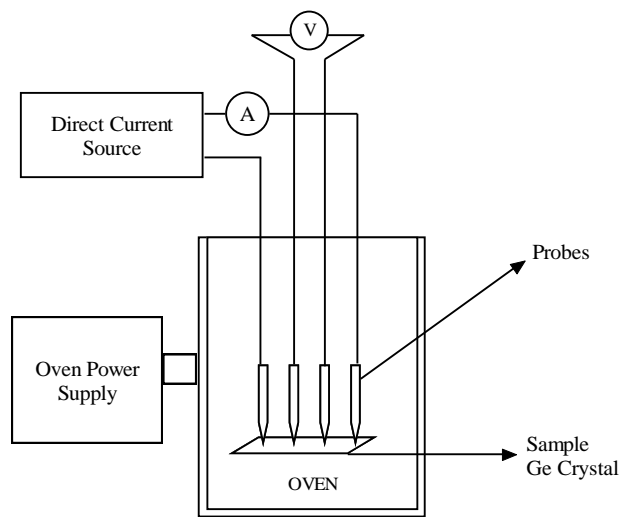 V
Direct Current
Source
A
Probes
Oven Power
Supply
Sample
Ge Crystal
OVEN